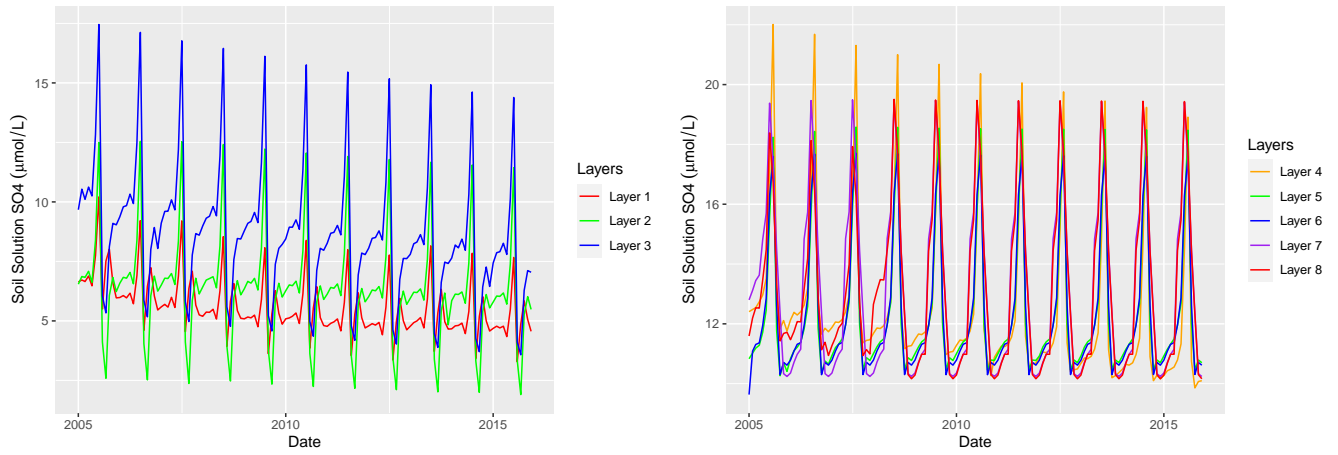 Soil Solution SO4 (μmol/L)
15
10
5
2005
2010
2015
Date
Layers
Layer 1
Layer 2
Layer 3
Soil Solution SO4 (μmol/L)
20
16
12
2005
2010
2015
Date
Layers
Layer 4
Layer 5
Layer 6
Layer 7
Layer 8